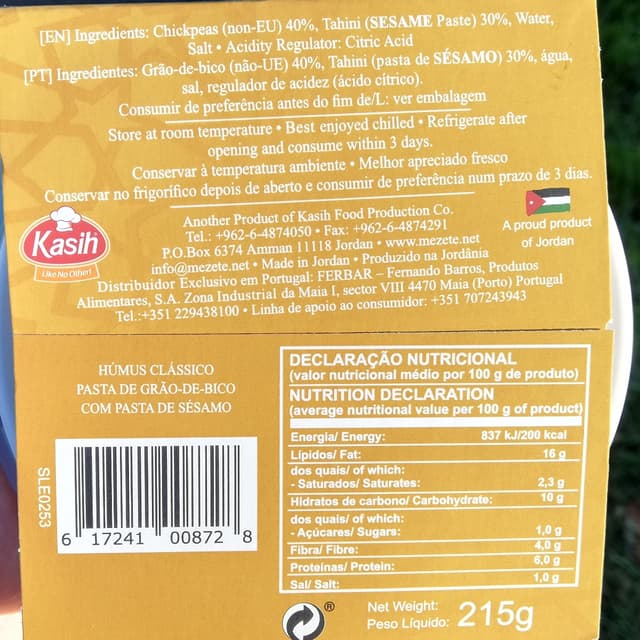 [EN] Ingredients: Chickpeas (non-EU) 40%, Tahini (SESAME Paste) 30%, Water,
Salt • Acidity Regulator: Citric Acid
[PT] Ingredientes: Grão-de-bico (não-UE) 40%, Tahini (pasta de SÉSAMO) 30%, água,
sal, regulador de acidez (ácido cítrico).
Consumir de preferência antes do fim de/L: ver embalagem
Store at room temperature • Best enjoyed chilled • Refrigerate after
opening and consume within 3 days.
Conservar à temperatura ambiente • Melhor apreciado fresco
Conservar no frigorífico depois de aberto e consumir de preferência num prazo de 3 dias.
Kasih
Like No Other!
Another Product of Kasih Food Production Co.
Tel.: +962-6-4874050 • Fax: +962-6-4874291
P.O.Box 6374 Amman 11118 Jordan • www.mezete.net
info@mezete.net • Made in Jordan • Produzido na Jordânia
Distribuidor Exclusivo em Portugal: FERBAR – Fernando Barros, Produtos
Alimentares, S.A. Zona Industrial da Maia I, sector VIII 4470 Maia (Porto) Portugal
Tel.:+351 229438100 • Linha de apoio ao consumidor: +351 707243943
A proud product
of Jordan
HÚMUS CLÁSSICO
PASTA DE GRÃO-DE-BICO
COM PASTA DE SÉSAMO
SLE0253
6 17241 00872 8
DECLARAÇÃO NUTRICIONAL
(valor nutricional médio por 100 g de produto)
NUTRITION DECLARATION
(average nutritional value per 100 g of product)
Energia/ Energy: 837 kJ/200 kcal
Lípidos/ Fat: 16 g
dos quais/ of which:
- Saturados/ Saturates: 2,3 g
Hidratos de carbono/ Carbohydrate: 10 g
dos quais/ of which:
- Açúcares/ Sugars: 1,0 g
Fibra/ Fibre: 4,0 g
Proteínas/ Protein: 6,0 g
Sal/ Salt: 1,0 g
®
Net Weight:
Peso Líquido: 215g